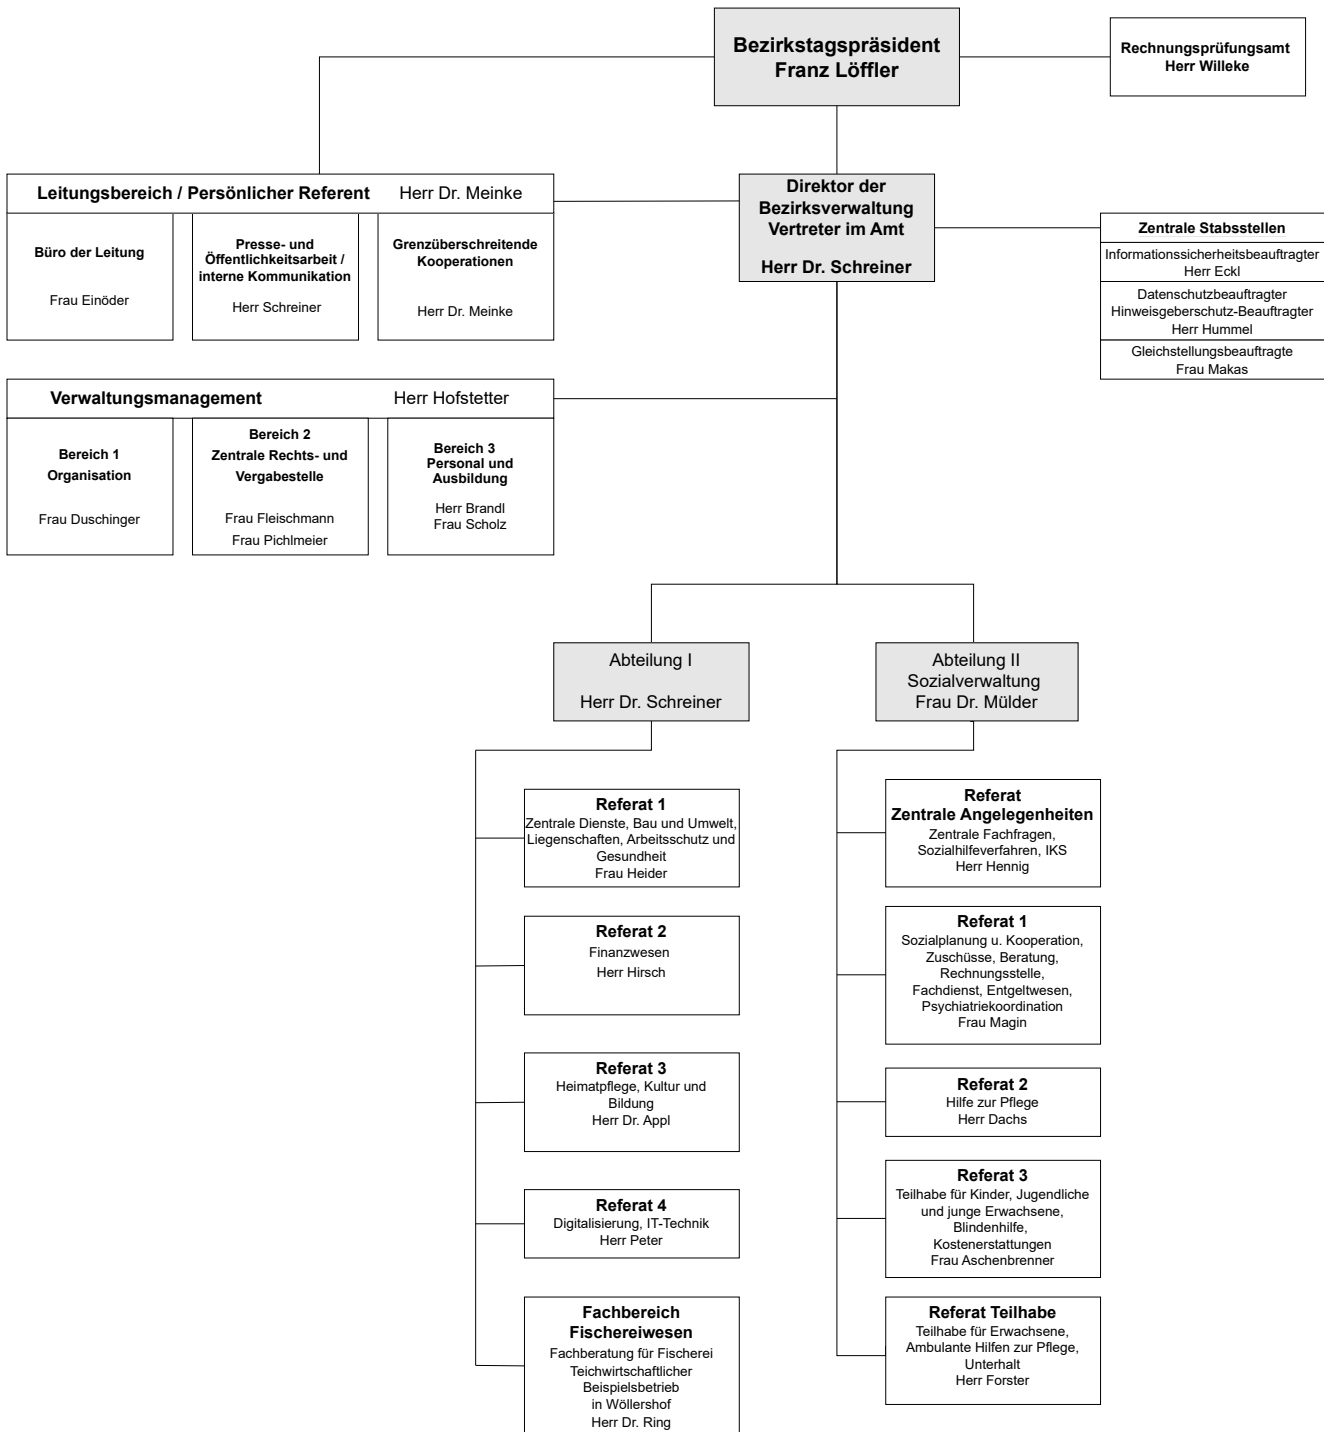 Bezirkstagspräsident
Franz Löffler
Rechnungsprüfungsamt
Herr Willeke
Leitungsbereich / Persönlicher Referent Herr Dr. Meinke
Büro der Leitung
Frau Einöder
Presse- und
Öffentlichkeitsarbeit /
interne Kommunikation
Herr Schreiner
Grenzüberschreitende
Kooperationen
Herr Dr. Meinke
Direktor der
Bezirksverwaltung
Vertreter im Amt
Herr Dr. Schreiner
Zentrale Stabsstellen
Informationssicherheitsbeauftragter
Herr Eckl
Datenschutzbeauftragter
Hinweisgeberschutz-Beauftragter
Herr Hummel
Gleichstellungsbeauftragte
Frau Makas
Verwaltungsmanagement Herr Hofstetter
Bereich 1
Organisation
Frau Duschinger
Bereich 2
Zentrale Rechts- und
Vergabestelle
Frau Fleischmann
Frau Pichlmeier
Bereich 3
Personal und
Ausbildung
Herr Brandl
Frau Scholz
Abteilung I
Herr Dr. Schreiner
Abteilung II
Sozialverwaltung
Frau Dr. Mülder
Referat 1
Zentrale Dienste, Bau und Umwelt,
Liegenschaften, Arbeitsschutz und
Gesundheit
Frau Heider
Referat 2
Finanzwesen
Herr Hirsch
Referat 3
Heimatpflege, Kultur und
Bildung
Herr Dr. Appl
Referat 4
Digitalisierung, IT-Technik
Herr Peter
Fachbereich
Fischereiwesen
Fachberatung für Fischerei
Teichwirtschaftlicher
Beispielsbetrieb
in Wöllershof
Herr Dr. Ring
Referat
Zentrale Angelegenheiten
Zentrale Fachfragen,
Sozialhilfeverfahren, IKS
Herr Hennig
Referat 1
Sozialplanung u. Kooperation,
Zuschüsse, Beratung,
Rechnungsstelle,
Fachdienst, Entgeltwesen,
Psychiatriekoordination
Frau Magin
Referat 2
Hilfe zur Pflege
Herr Dachs
Referat 3
Teilhabe für Kinder, Jugendliche
und junge Erwachsene,
Blindenhilfe,
Kostenerstattungen
Frau Aschenbrenner
Referat Teilhabe
Teilhabe für Erwachsene,
Ambulante Hilfen zur Pflege,
Unterhalt
Herr Forster